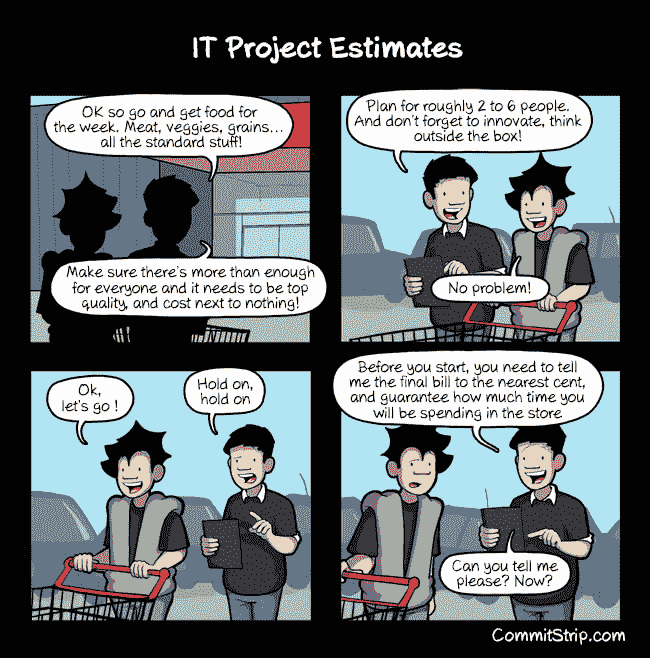 IT Project Estimates
OK so go and get food for
the week. Meat, veggies, grains...
all the standard stuff!
Make sure there's more than enough
for everyone and it needs to be top
quality, and cost next to nothing!
Plan for roughly 2 to 6 people.
And don't forget to innovate, think
outside the box!
No problem!
Ok,
let's go !
Hold on,
hold on
Before you start, you need to tell
me the final bill to the nearest cent,
and guarantee how much time you
will be spending in the store
Can you tell me
please? Now?
CommitStrip.com